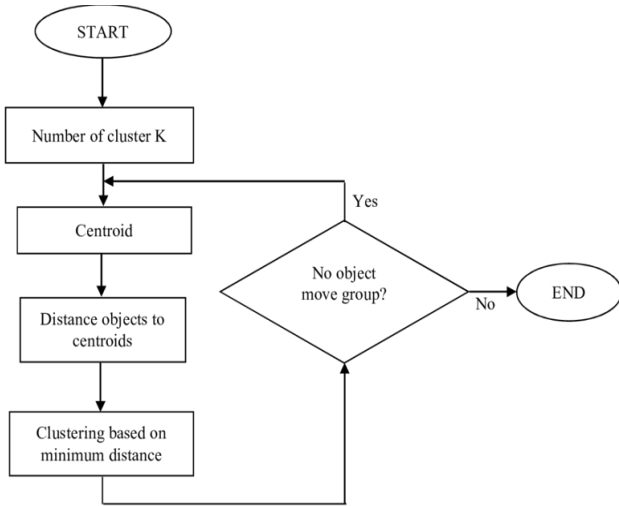 START
Number of cluster K
Centroid
Distance objects to
centroids
Clustering based on
minimum distance
No object
move group?
Yes
No
END